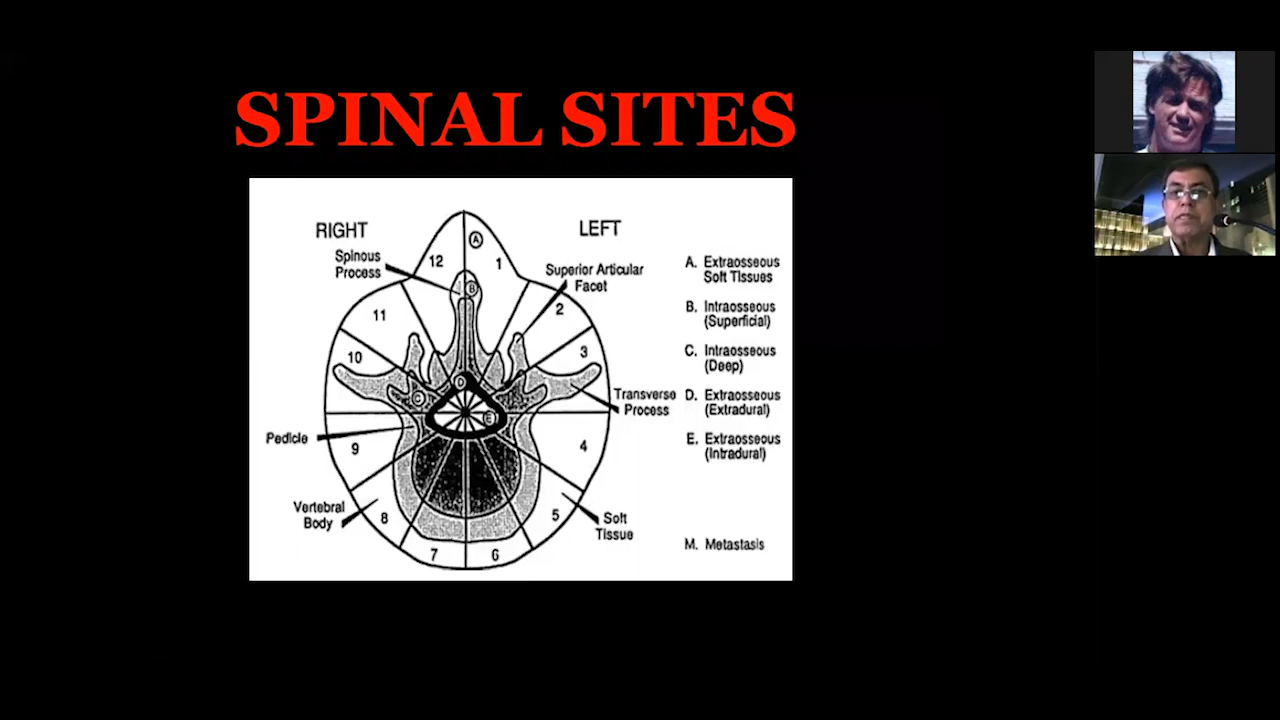 SPINAL SITES
RIGHT
LEFT
Spinous
Process
12
A
1
Superior Articular
Facet
A. Extraosseous
Soft Tissues
B
11
2
B. Intraosseous
(Superficial)
10
3
C. Intraosseous
(Deep)
D
C
E
Transverse
Process
D. Extraosseous
(Extradural)
Pedicle
9
4
E. Extraosseous
(Intradural)
Vertebral
Body
8
5
Soft
Tissue
7
6
M. Metastasis